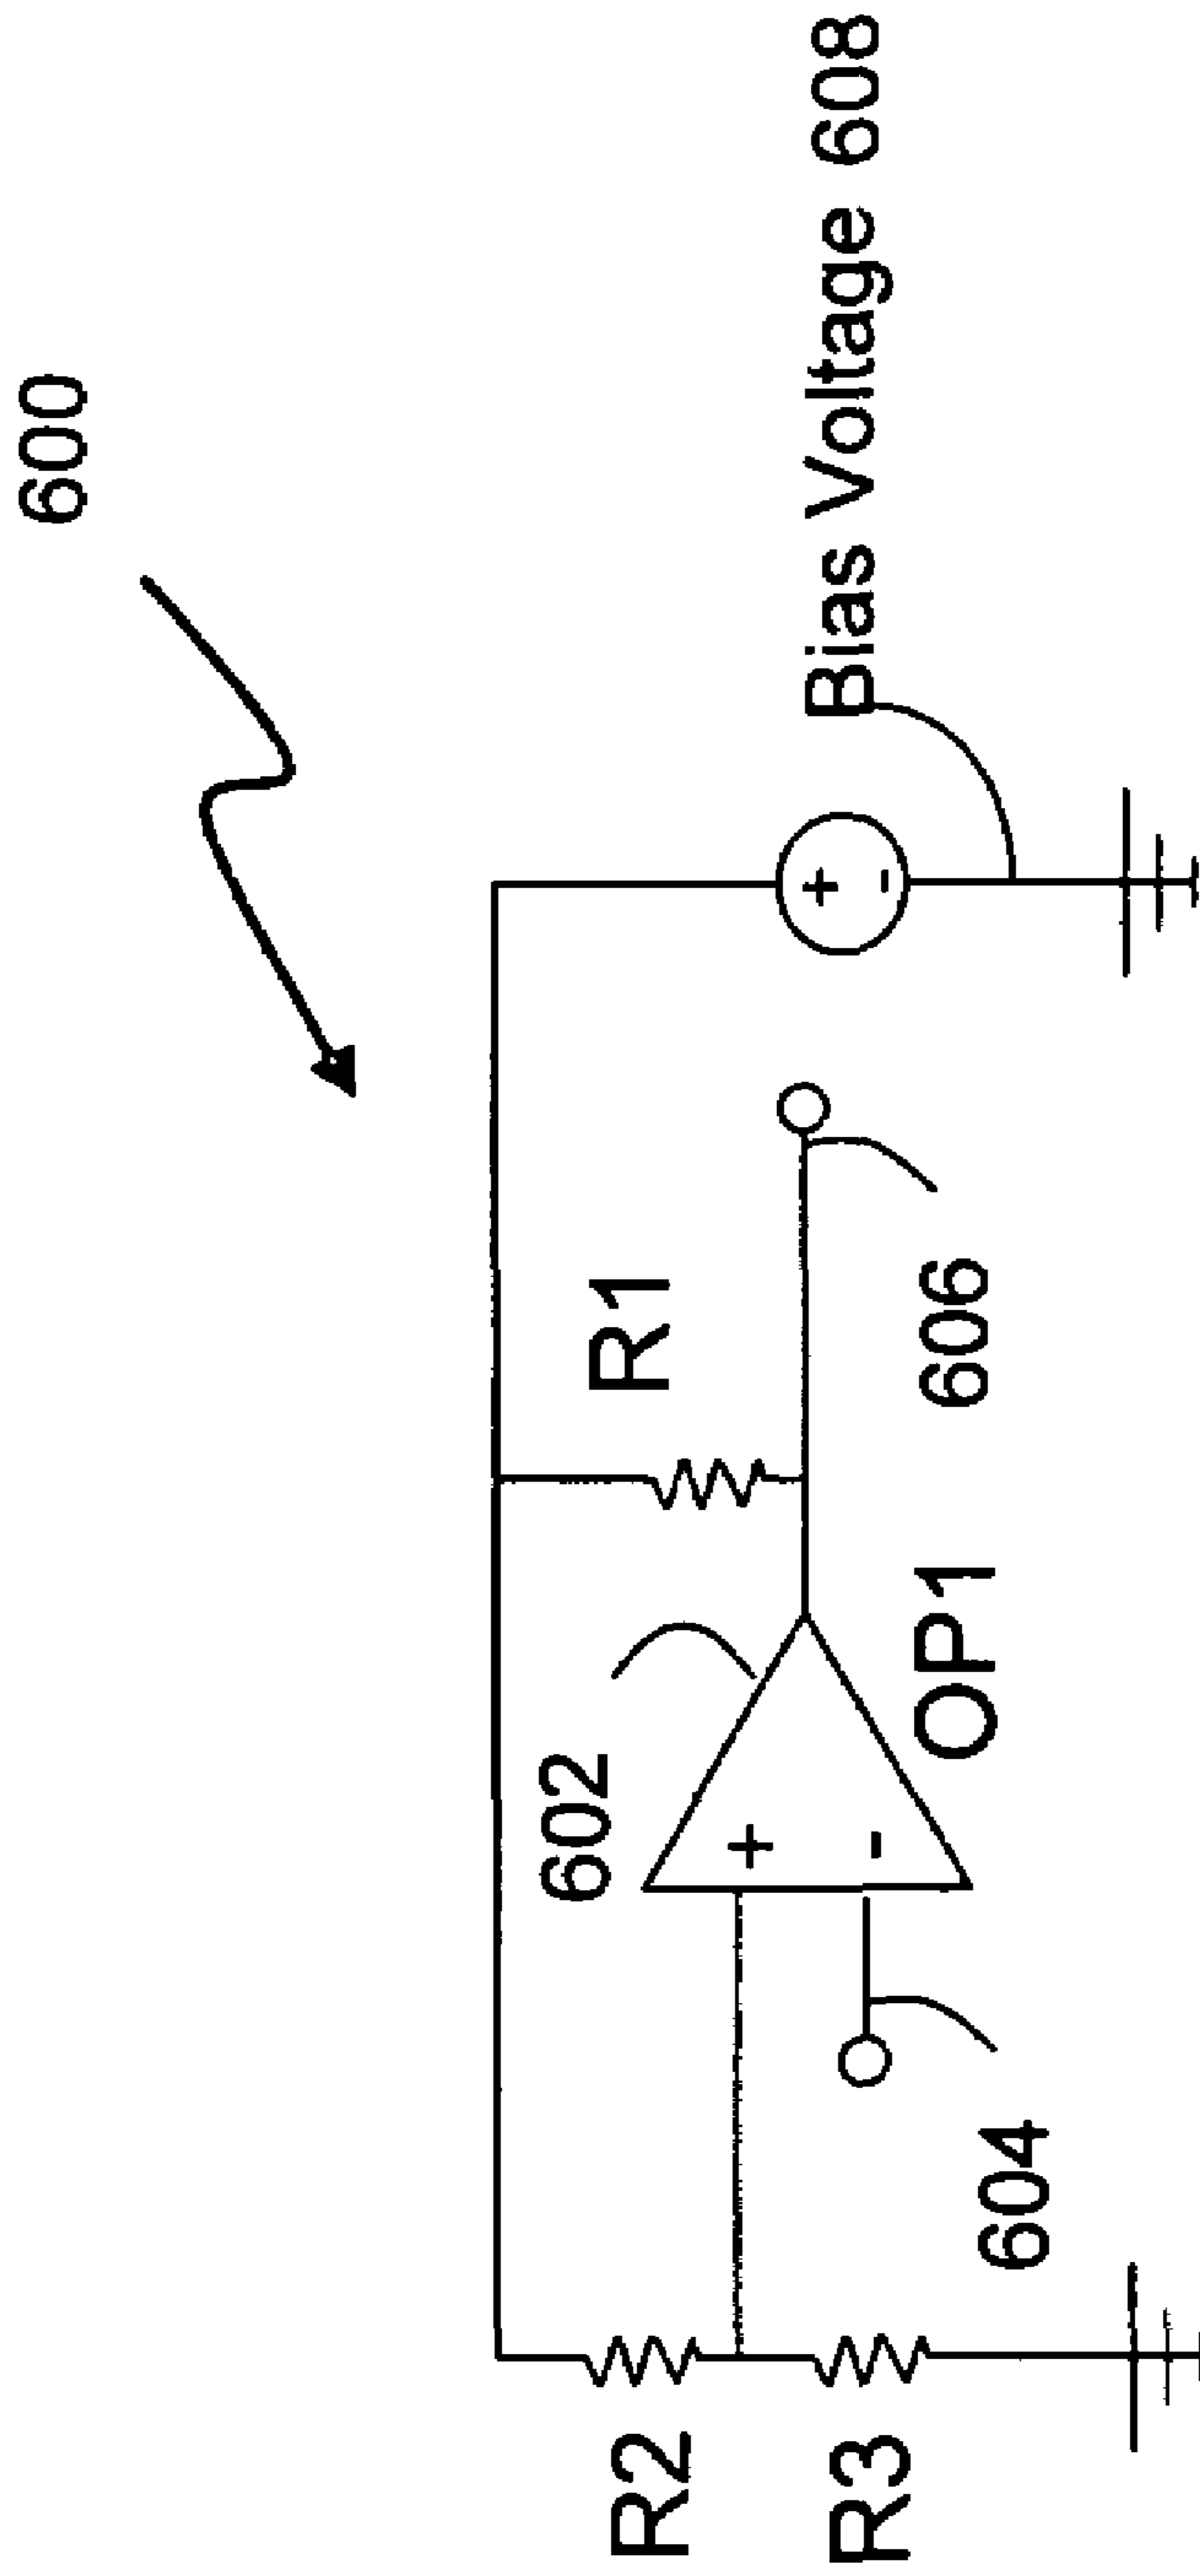 600
R1
602
+
-
OP1
604
606
R2
R3
+
-
Bias Voltage 608